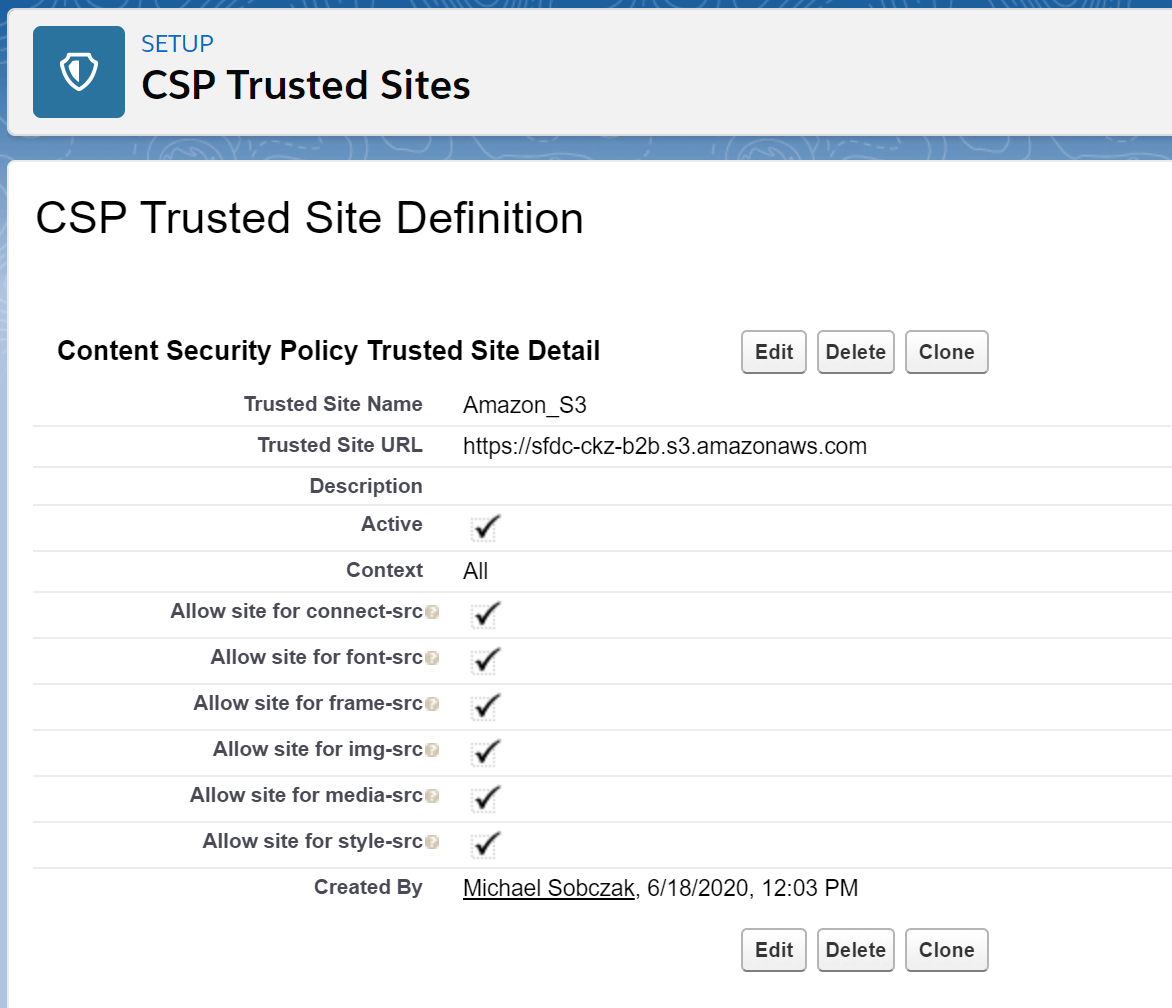 SETUP
CSP Trusted Sites
CSP Trusted Site Definition
Content Security Policy Trusted Site Detail Edit Delete Clone
Trusted Site Name Amazon_S3
Trusted Site URL https://sfdc-ckz-b2b.s3.amazonaws.com
Description
Active
Context All
Allow site for connect-src ?
Allow site for font-src ?
Allow site for frame-src ?
Allow site for img-src ?
Allow site for media-src ?
Allow site for style-src ?
Created By Michael Sobczak, 6/18/2020, 12:03 PM
Edit Delete Clone